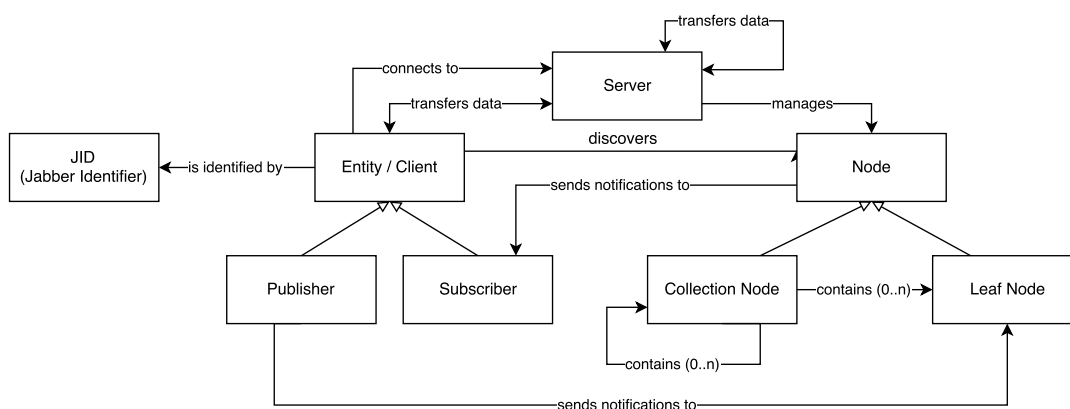 transfers data
connects to
Server
transfers data
manages
discovers
JID
(Jabber Identifier)
is identified by
Entity / Client
Node
sends notifications to
Publisher
Subscriber
Collection Node
contains (0..n)
Leaf Node
contains (0..n)
sends notifications to